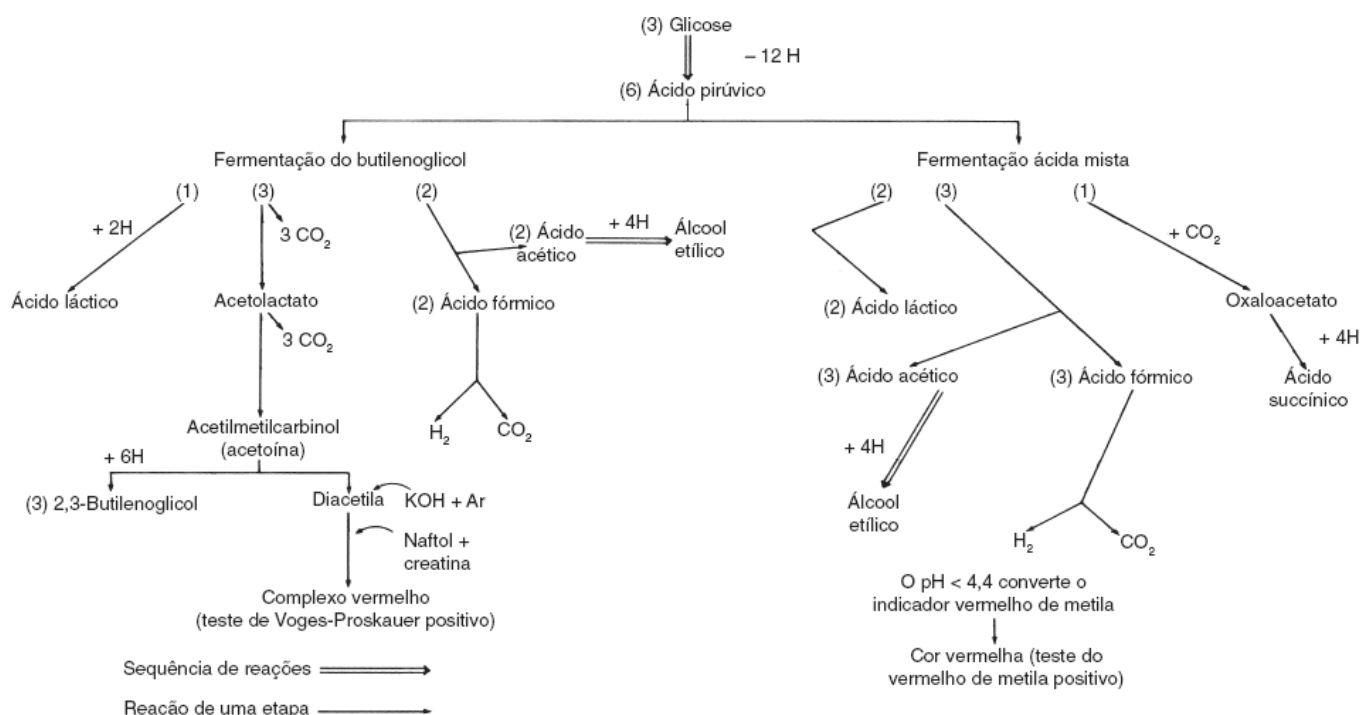 (3) Glicose
– 12 H
(6) Ácido pirúvico
Fermentação do butilenoglicol
(1)
(3)
(2)
+ 2H
3 CO₂
(2) Ácido
acético
+ 4H
Álcool
etílico
Ácido láctico
Acetolactato
(2) Ácido fórmico
3 CO₂
Acetilmetilcarbinol
(acetoína)
H₂
CO₂
+ 6H
(3) 2,3-Butilenoglicol
Diacetila
KOH + Ar
Naftol +
creatina
Complexo vermelho
(teste de Voges-Proskauer positivo)
Fermentação ácida mista
(2)
(3)
(1)
+ CO₂
(2) Ácido láctico
Oxaloacetato
+ 4H
(3) Ácido acético
(3) Ácido fórmico
Ácido
succínico
+ 4H
Álcool
etílico
H₂
CO₂
O pH < 4,4 converte o
indicador vermelho de metila
Cor vermelha (teste do
vermelho de metila positivo)
Sequência de reações
Reação de uma etapa